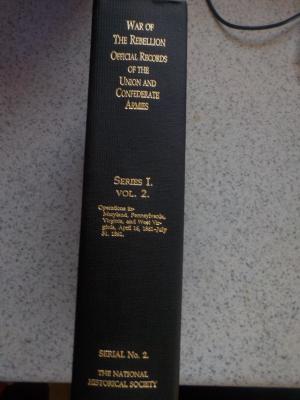 WAR OF
THE REBELLION
OFFICIAL RECORDS
OF THE
UNION AND
CONFEDERATE
ARMIES
SERIES I.
VOL. 2.
Operations in
Maryland, Pennsylvania,
Virginia, and West Vir-
ginia, April 16, 1861-July
31, 1861.
SERIAL NO. 2.
THE NATIONAL
HISTORICAL SOCIETY